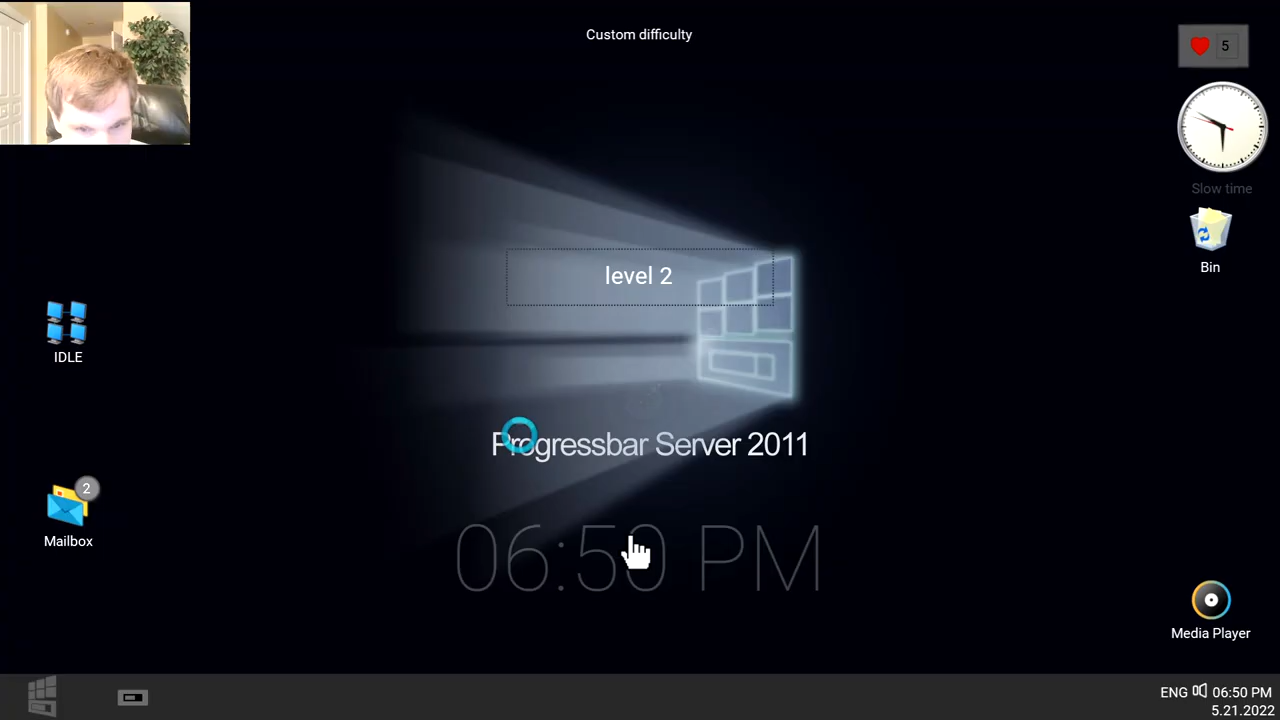 Custom difficulty
5
Slow time
Bin
level 2
IDLE
Progressbar Server 2011
2
Mailbox
06:50 PM
Media Player
ENG 06:50 PM
5.21.2022